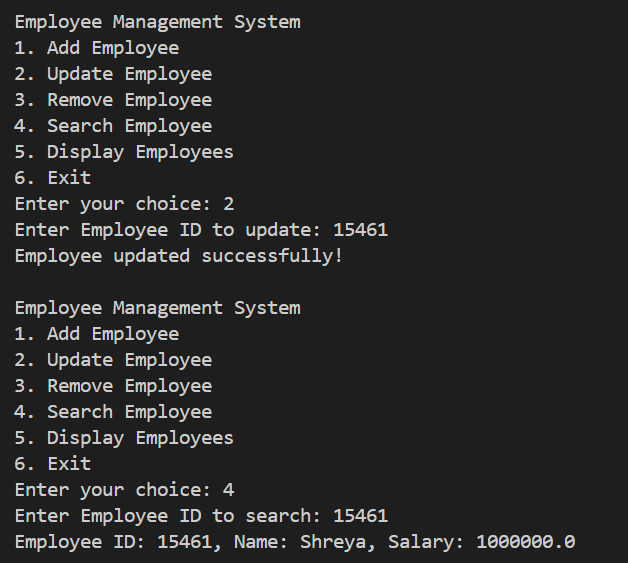 Employee Management System
1. Add Employee
2. Update Employee
3. Remove Employee
4. Search Employee
5. Display Employees
6. Exit
Enter your choice: 2
Enter Employee ID to update: 15461
Employee updated successfully!

Employee Management System
1. Add Employee
2. Update Employee
3. Remove Employee
4. Search Employee
5. Display Employees
6. Exit
Enter your choice: 4
Enter Employee ID to search: 15461
Employee ID: 15461, Name: Shreya, Salary: 1000000.0